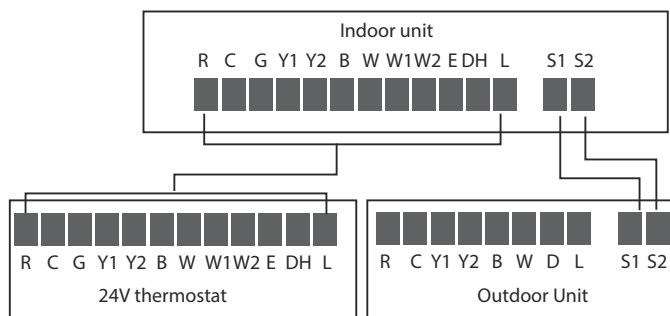 Indoor unit
R C G Y1 Y2 B W W1W2 E DH L S1 S2
R C G Y1 Y2 B W W1W2 E DH L
24V thermostat
R C Y1 Y2 B W D L S1 S2
Outdoor Unit